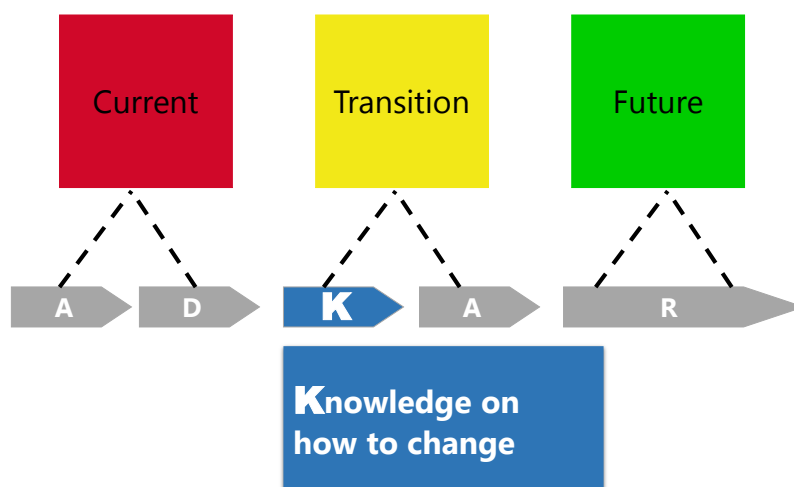 Current
Transition
Future
A
D
K
A
R
Knowledge on
how to change